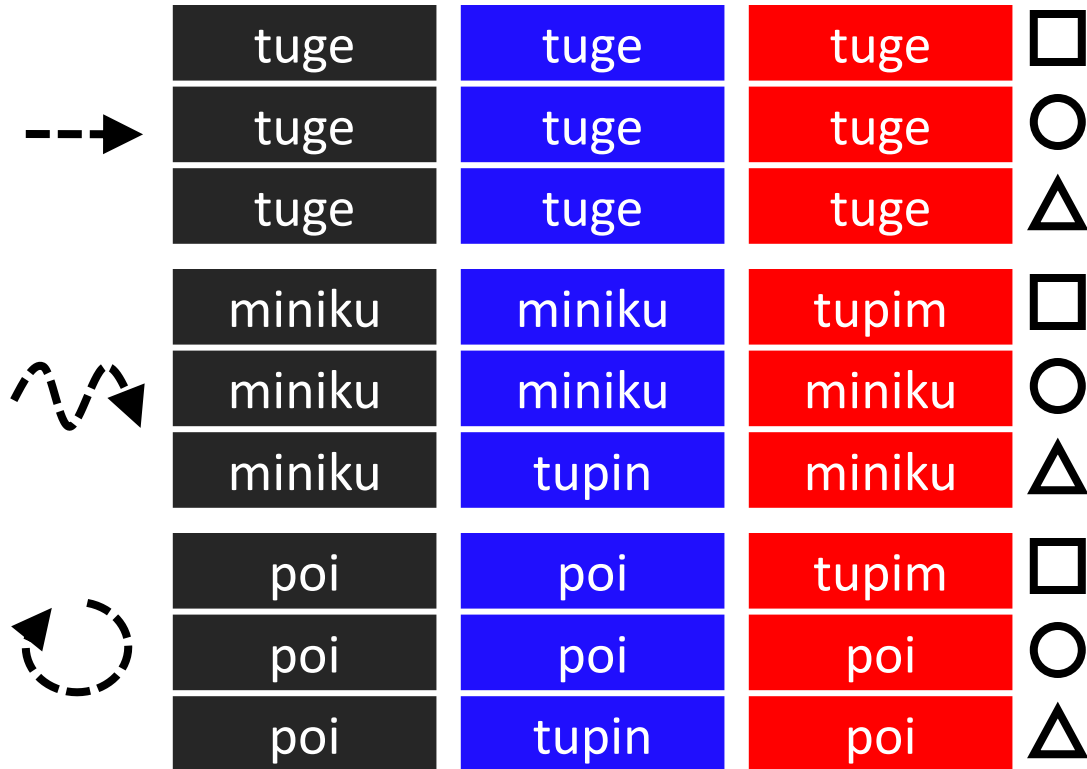 tuge tuge tuge
tuge tuge tuge
tuge tuge tuge
miniku miniku tupim
miniku miniku miniku
miniku tupin miniku
poi poi tupim
poi poi poi
poi tupin poi